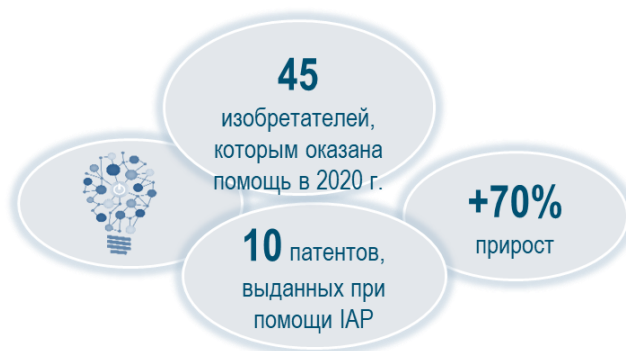 45
изобретателей,
которым оказана
помощь в 2020 г.
+70%
прирост
10 патентов,
выданных при
помощи IAP